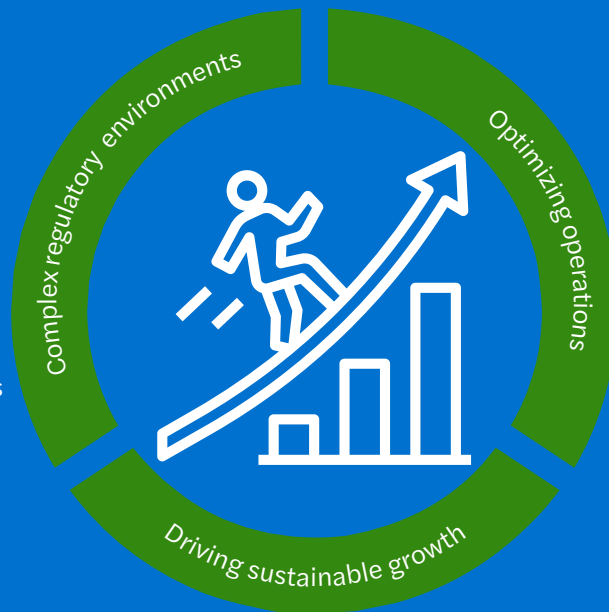 Complex regulatory environments
Optimizing operations
Driving sustainable growth